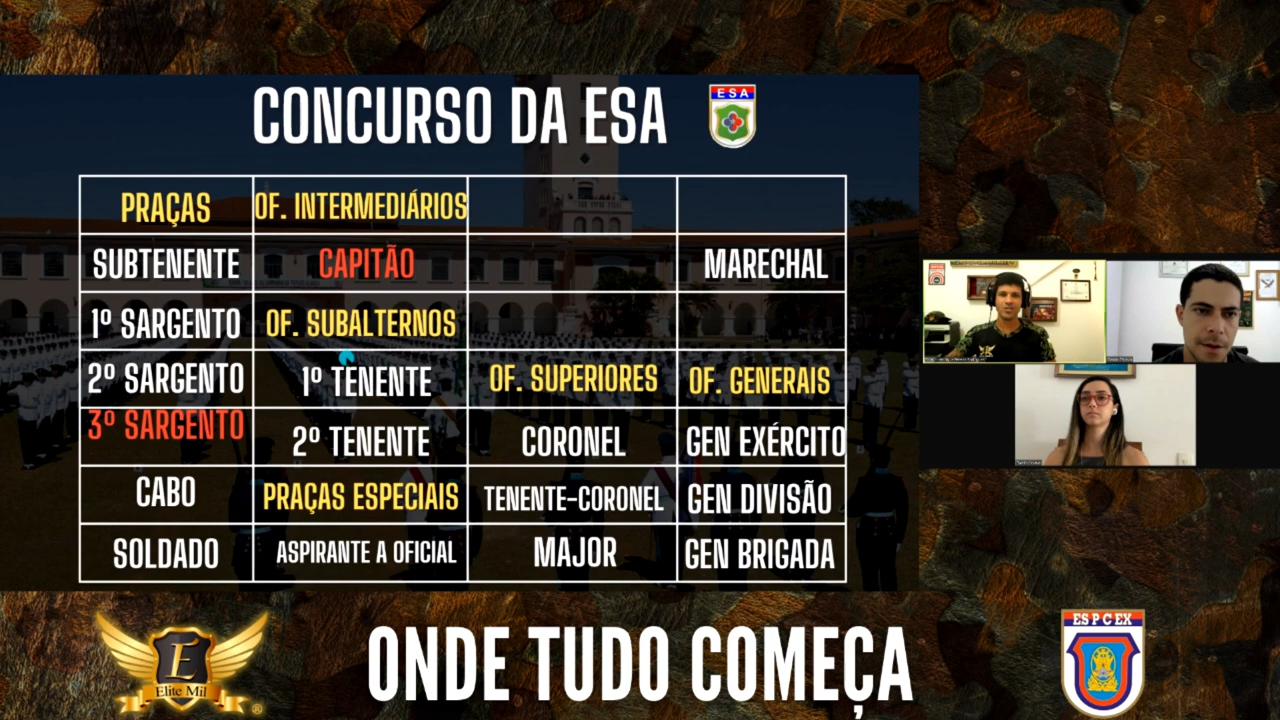 CONCURSO DA ESA
ESA
PRAÇAS
OF. INTERMEDIÁRIOS
SUBTENENTE
CAPITÃO
MARECHAL
1º SARGENTO
OF. SUBALTERNOS
2º SARGENTO
1º TENENTE
OF. SUPERIORES
OF. GENERAIS
3º SARGENTO
2º TENENTE
CORONEL
GEN EXÉRCITO
CABO
PRAÇAS ESPECIAIS
TENENTE-CORONEL
GEN DIVISÃO
SOLDADO
ASPIRANTE A OFICIAL
MAJOR
GEN BRIGADA
E
Elite Mil
®
ONDE TUDO COMEÇA
ESPCEX